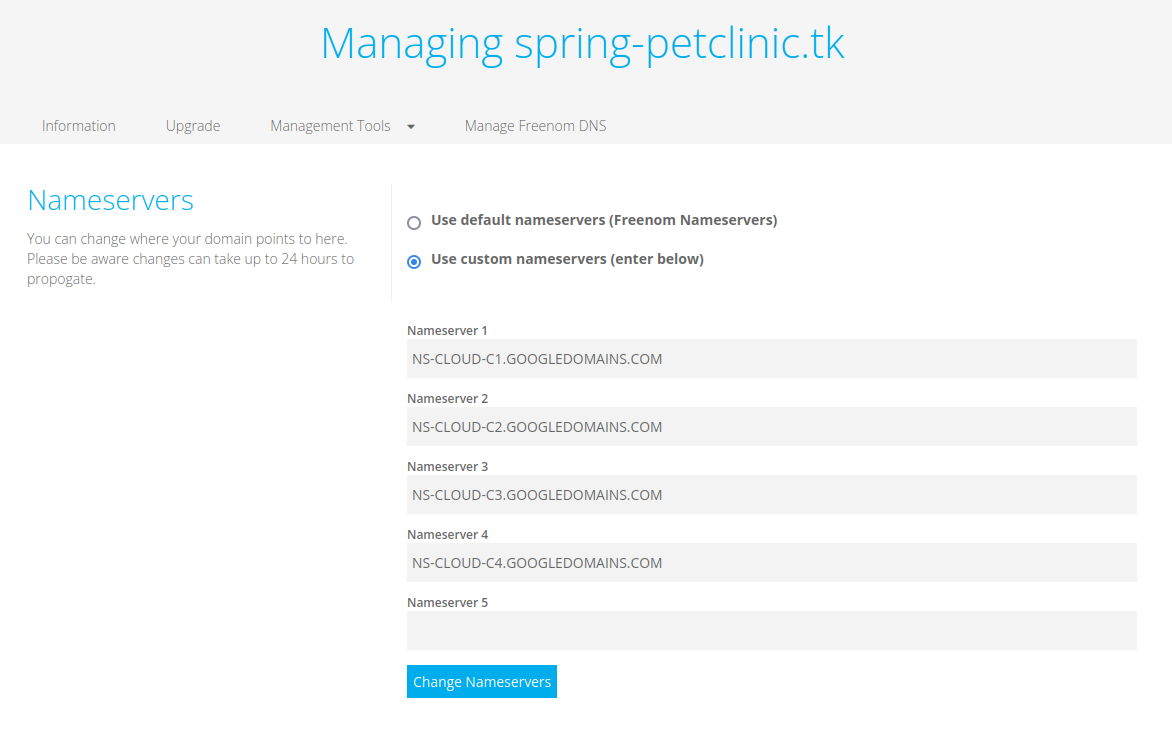 Managing spring-petclinic.tk
Information Upgrade Management Tools Manage Freenom DNS
Nameservers
You can change where your domain points to here.
Please be aware changes can take up to 24 hours to
propogate.
Use default nameservers (Freenom Nameservers)
Use custom nameservers (enter below)
Nameserver 1
NS-CLOUD-C1.GOOGLEDOMAINS.COM
Nameserver 2
NS-CLOUD-C2.GOOGLEDOMAINS.COM
Nameserver 3
NS-CLOUD-C3.GOOGLEDOMAINS.COM
Nameserver 4
NS-CLOUD-C4.GOOGLEDOMAINS.COM
Nameserver 5
Change Nameservers